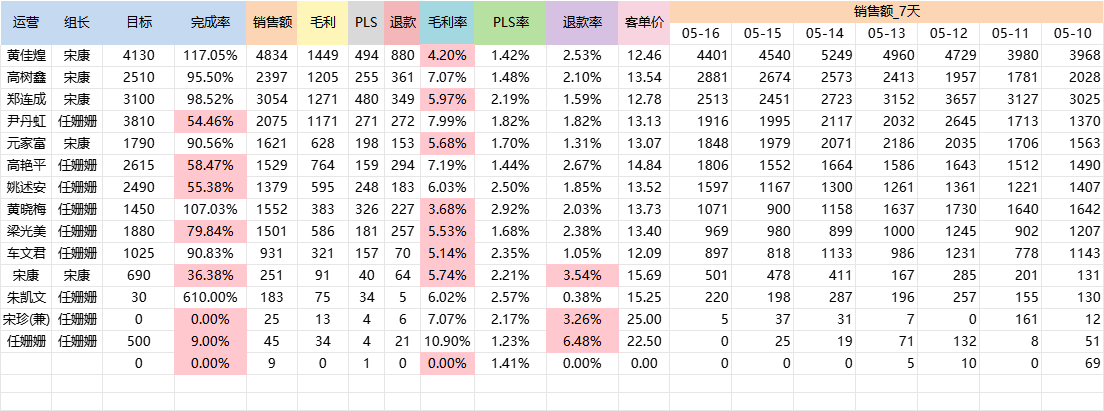 运营 组长 目标 完成率 销售额 毛利 PLS 退款 毛利率 PLS率 退款率 客单价 销售额_7天
05-16 05-15 05-14 05-13 05-12 05-11 05-10
黄佳煌 宋康 4130 117.05% 4834 1449 494 880 4.20% 1.42% 2.53% 12.46 4401 4540 5249 4960 4729 3980 3968
高树鑫 宋康 2510 95.50% 2397 1205 255 361 7.07% 1.48% 2.10% 13.54 2881 2674 2573 2413 1957 1781 2028
郑连成 宋康 3100 98.52% 3054 1271 480 349 5.97% 2.19% 1.59% 12.78 2513 2451 2723 3152 3657 3127 3025
尹丹虹 任姗姗 3810 54.46% 2075 1171 271 272 7.99% 1.82% 1.82% 13.13 1916 1995 2117 2032 2645 1713 1370
元家富 宋康 1790 90.56% 1621 628 198 153 5.68% 1.70% 1.31% 13.07 1848 1979 2071 2186 2035 1706 1563
高艳平 任姗姗 2615 58.47% 1529 764 159 294 7.19% 1.44% 2.67% 14.84 1806 1552 1664 1586 1643 1512 1490
姚述安 任姗姗 2490 55.38% 1379 595 248 183 6.03% 2.50% 1.85% 13.52 1597 1167 1300 1261 1361 1221 1407
黄晓梅 任姗姗 1450 107.03% 1552 383 326 227 3.68% 2.92% 2.03% 13.73 1071 900 1158 1637 1730 1640 1642
梁光美 任姗姗 1880 79.84% 1501 586 181 257 5.53% 1.68% 2.38% 13.40 969 980 899 1000 1245 902 1207
车文君 任姗姗 1025 90.83% 931 321 157 70 5.14% 2.35% 1.05% 12.09 897 818 1133 986 1231 778 1143
宋康 宋康 690 36.38% 251 91 40 64 5.74% 2.21% 3.54% 15.69 501 478 411 167 285 201 131
朱凯文 任姗姗 30 610.00% 183 75 34 5 6.02% 2.57% 0.38% 15.25 220 198 287 196 257 155 130
宋珍(兼) 任姗姗 0 0.00% 25 13 4 6 7.07% 2.17% 3.26% 25.00 5 37 31 7 0 161 12
任姗姗 任姗姗 500 9.00% 45 34 4 21 10.90% 1.23% 6.48% 22.50 0 25 19 71 132 8 51
0 0.00% 9 0 1 0 0.00% 1.41% 0.00% 0.00 0 0 0 5 10 0 69